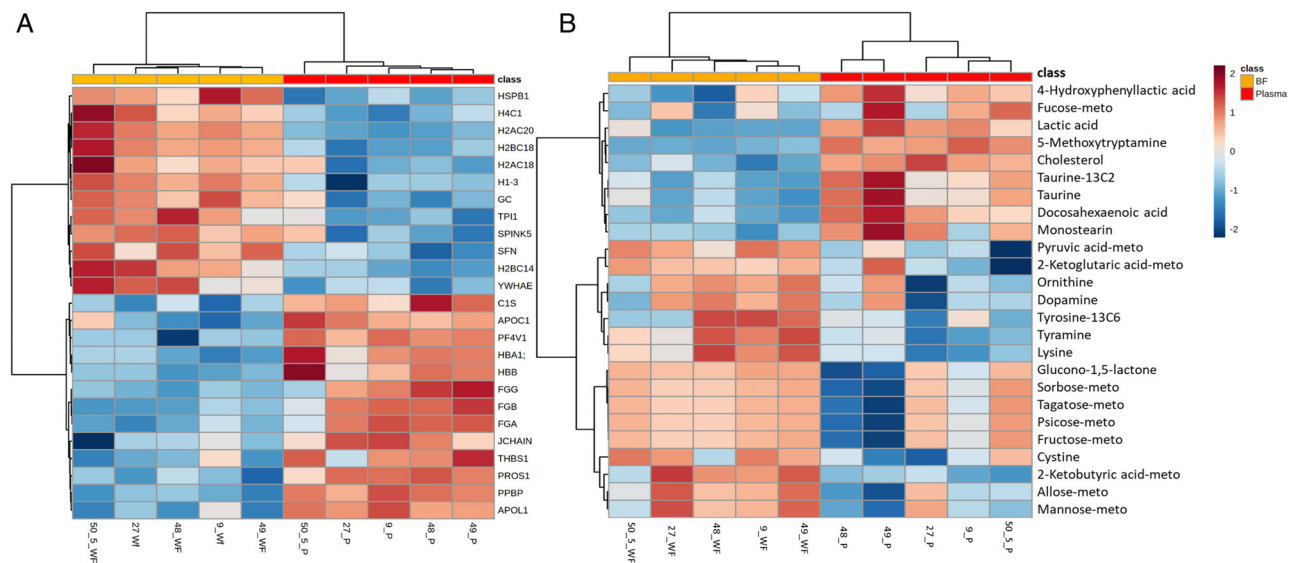 A
class
HSPB1
H4C1
H2AC20
H2BC18
H2AC18
H1-3
GC
TPI1
SPINK5
SFN
H2BC14
YWHAE
C1S
APOC1
PF4V1
HBA1;
HBB
FGG
FGB
FGA
JCHAIN
THBS1
PROS1
PPBP
APOL1
50_5_WF
27 Wf
48_WF
9_Wf
49_WF
50_5_P
27_P
9_P
48_P
49_P
B
class
4-Hydroxyphenyllactic acid
Fucose-meto
Lactic acid
5-Methoxytryptamine
Cholesterol
Taurine-13C2
Taurine
Docosahexaenoic acid
Monostearin
Pyruvic acid-meto
2-Ketoglutaric acid-meto
Ornithine
Dopamine
Tyrosine-13C6
Tyramine
Lysine
Glucono-1,5-lactone
Sorbose-meto
Tagatose-meto
Psicose-meto
Fructose-meto
Cystine
2-Ketobutyric acid-meto
Allose-meto
Mannose-meto
50_5_WF
27_WF
48_WF
9_WF
49_WF
48_P
49_P
27_P
9_P
50_5_P
2
1
0
-1
-2
class
BF
Plasma